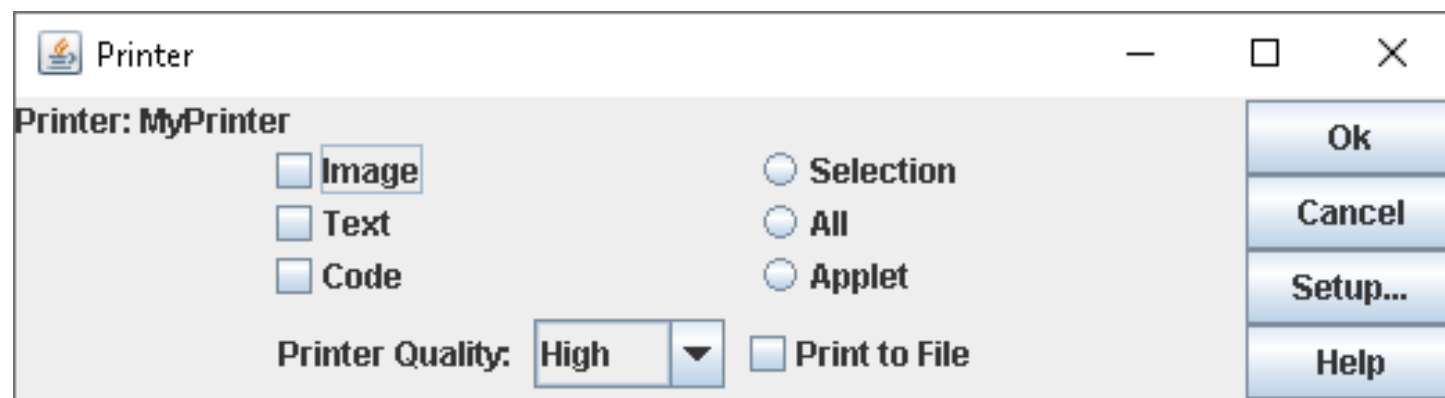 Printer
Printer: MyPrinter
Image
Selection
Ok
Text
All
Cancel
Code
Applet
Setup...
Printer Quality: High
Print to File
Help